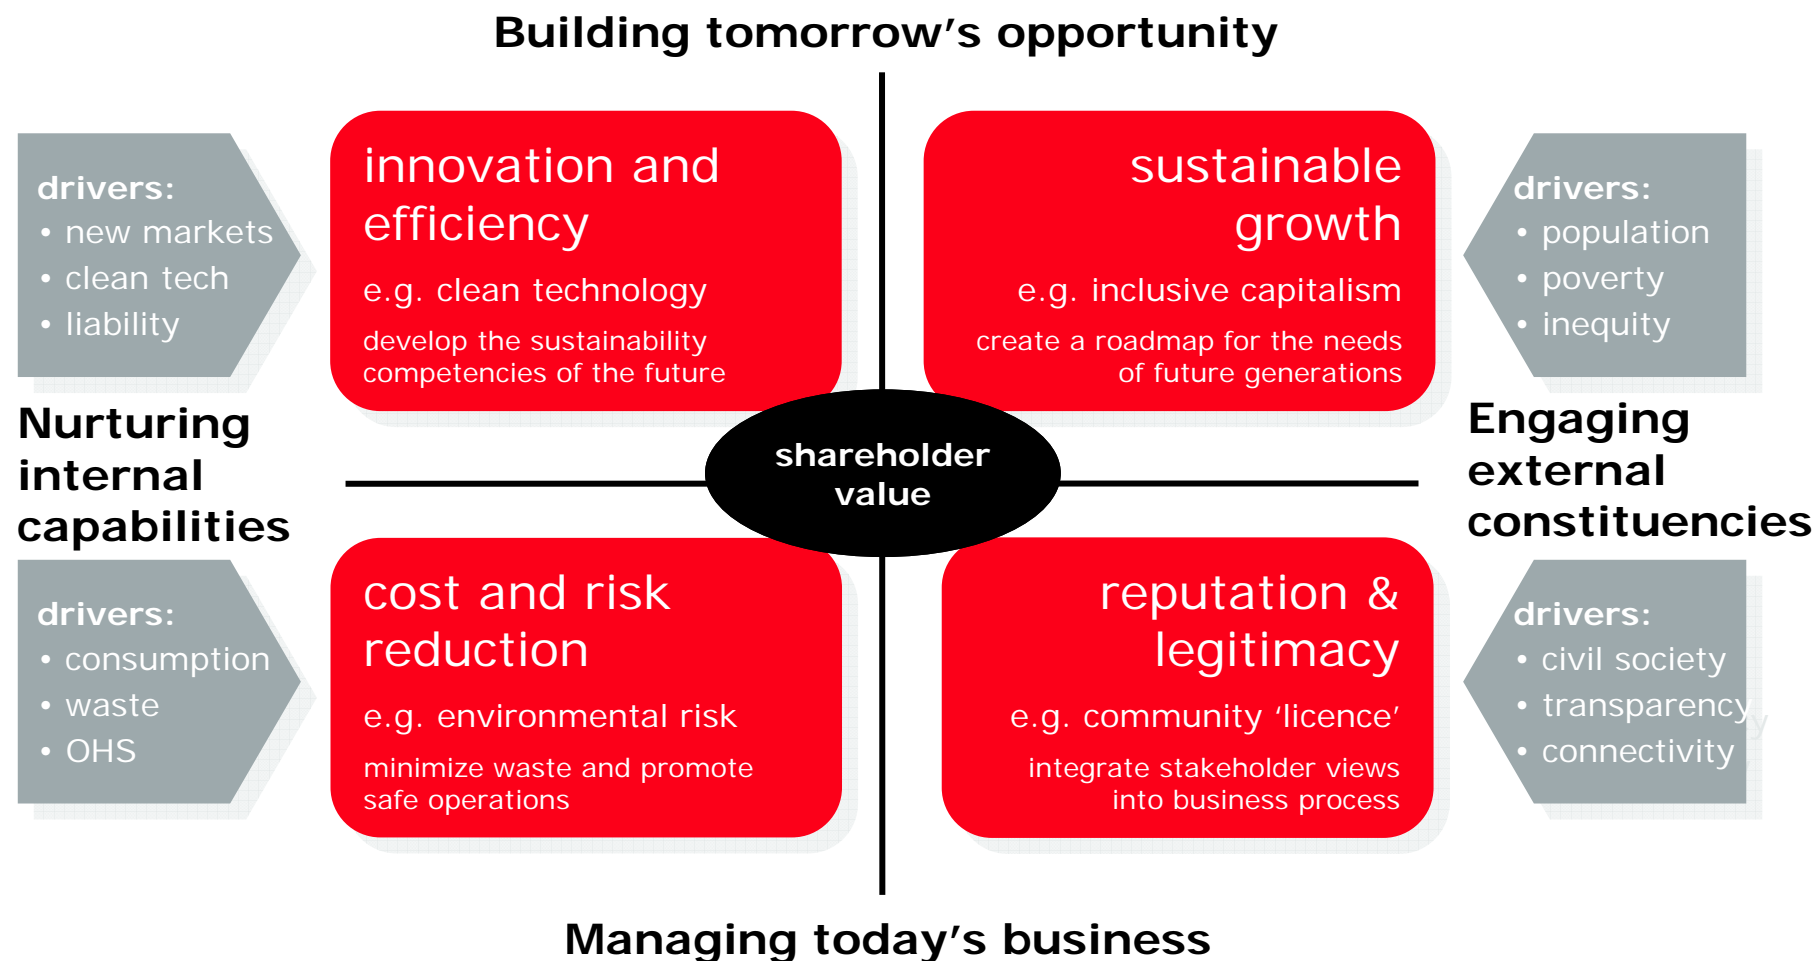 Building tomorrow’s opportunity
drivers:
• new markets
• clean tech
• liability
innovation and
efficiency
e.g. clean technology
develop the sustainability
competencies of the future
sustainable
growth
e.g. inclusive capitalism
create a roadmap for the needs
of future generations
drivers:
• population
• poverty
• inequity
Nurturing
internal
capabilities
shareholder
value
Engaging
external
constituencies
drivers:
• consumption
• waste
• OHS
cost and risk
reduction
e.g. environmental risk
minimize waste and promote
safe operations
reputation &
legitimacy
e.g. community ‘licence’
integrate stakeholder views
into business process
drivers:
• civil society
• transparency
• connectivity
Managing today’s business